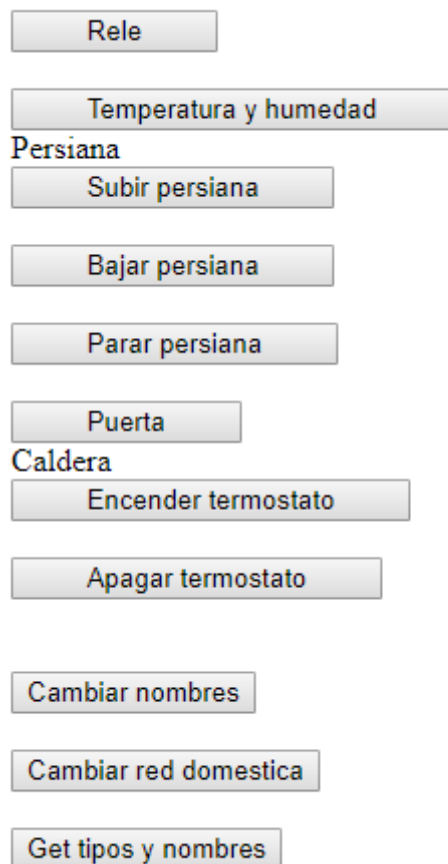 Rele
Temperatura y humedad
Persiana
Subir persiana
Bajar persiana
Parar persiana
Puerta
Caldera
Encender termostato
Apagar termostato
Cambiar nombres
Cambiar red domestica
Get tipos y nombres